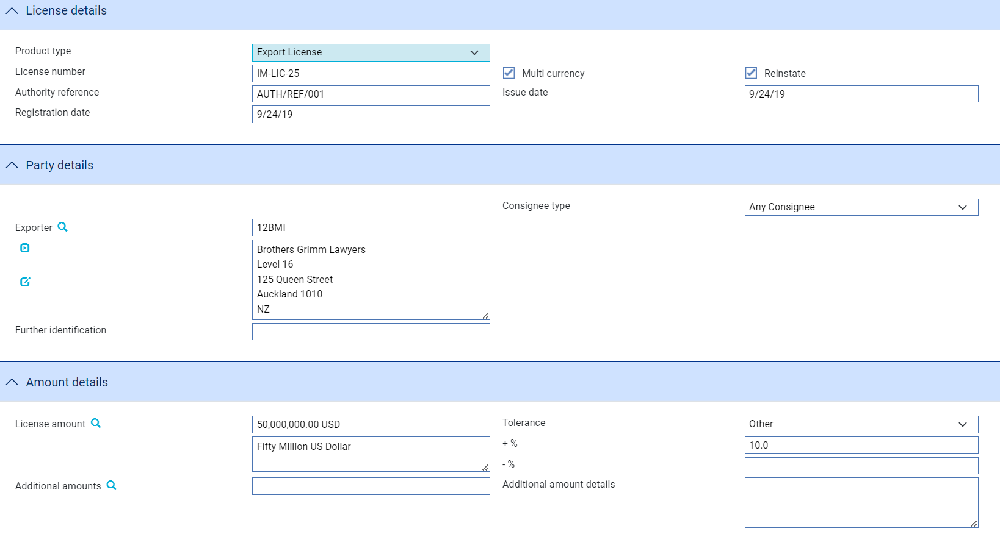 License details
Product type
Export License
License number
IM-LIC-25
Multi currency
Reinstate
Authority reference
AUTH/REF/001
Issue date
9/24/19
Registration date
9/24/19
Party details
Consignee type
Any Consignee
Exporter
12BMI
Brothers Grimm Lawyers
Level 16
125 Queen Street
Auckland 1010
NZ
Further identification
Amount details
License amount
50,000,000.00 USD
Tolerance
Other
Fifty Million US Dollar
+ %
10.0
- %
Additional amounts
Additional amount details